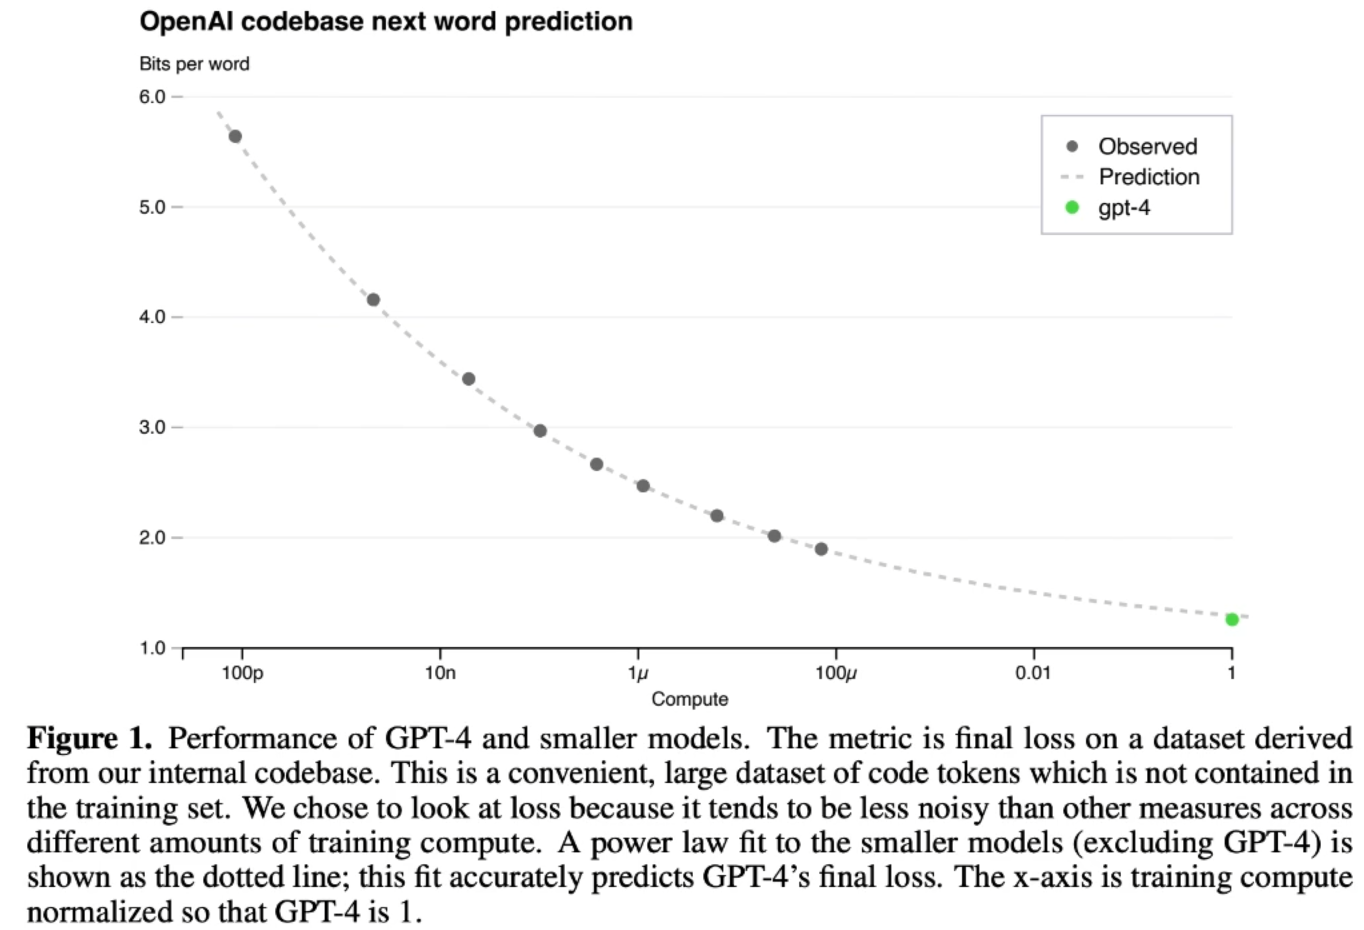 OpenAI codebase next word prediction
Bits per word
6.0
5.0
4.0
3.0
2.0
1.0
Observed
Prediction
gpt-4
100p 10n 1µ 100µ 0.01 1
Compute
Figure 1. Performance of GPT-4 and smaller models. The metric is final loss on a dataset derived
from our internal codebase. This is a convenient, large dataset of code tokens which is not contained in
the training set. We chose to look at loss because it tends to be less noisy than other measures across
different amounts of training compute. A power law fit to the smaller models (excluding GPT-4) is
shown as the dotted line; this fit accurately predicts GPT-4's final loss. The x-axis is training compute
normalized so that GPT-4 is 1.